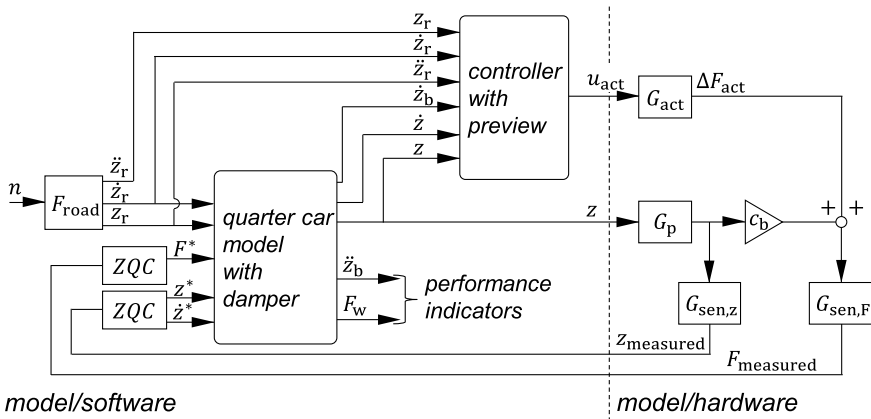 z_r
ż_r
z̈_r
ż_b
ż
z
controller
with
preview
u_act
G_act
ΔF_act
n
F_road
z̈_r
ż_r
z_r
quarter car
model
with
damper
z
G_p
c_b
+ +
ZQC
F*
ZQC
z*
ż*
z̈_b
F_w
performance
indicators
G_sen,z
G_sen,F
z_measured
F_measured
model/software
model/hardware